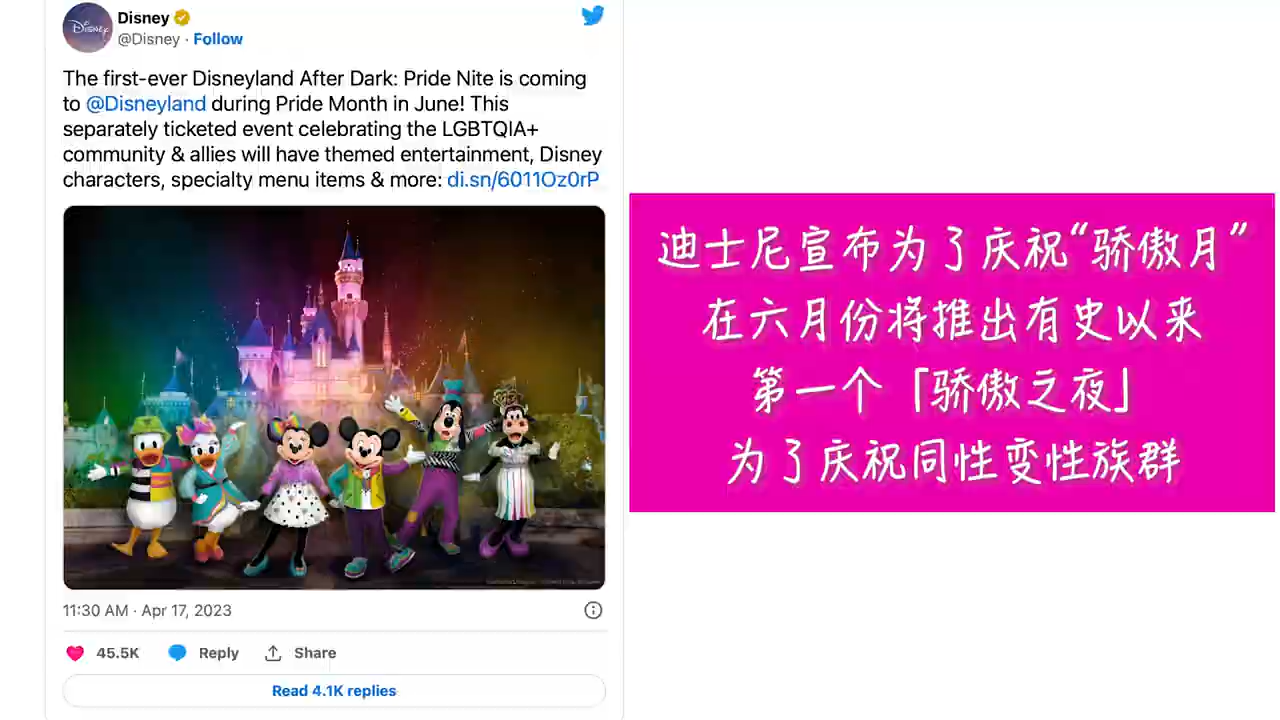 Disney
@Disney · Follow
The first-ever Disneyland After Dark: Pride Nite is coming
to @Disneyland during Pride Month in June! This
separately ticketed event celebrating the LGBTQIA+
community & allies will have themed entertainment, Disney
characters, specialty menu items & more: di.sn/6011Oz0rP
11:30 AM · Apr 17, 2023
45.5K Reply Share
Read 4.1K replies
迪士尼宣布为了庆祝“骄傲月”
在六月份将推出有史以来
第一个「骄傲之夜」
为了庆祝同性变性族群